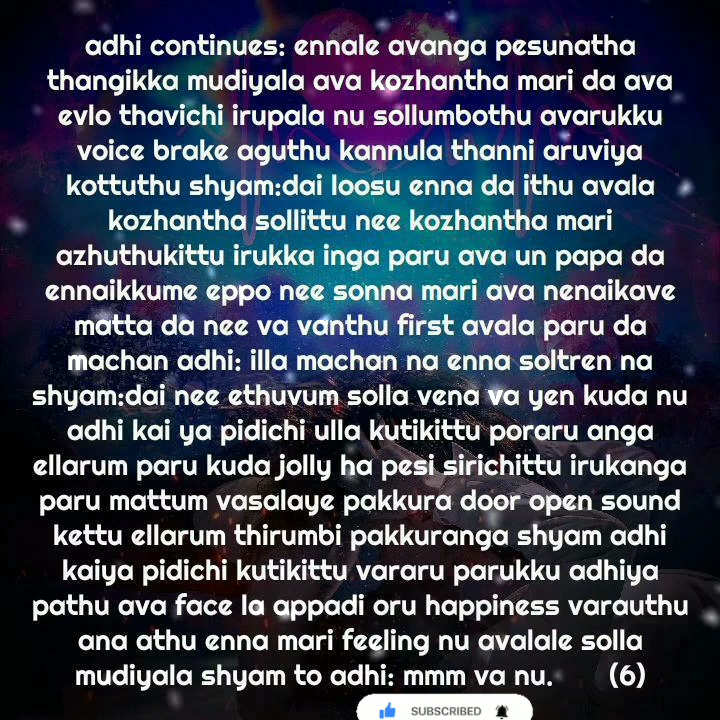 adhi continues: ennale avanga pesunatha
thangikka mudiyala ava kozhantha mari da ava
evlo thavichi irupala nu sollumbothu avarukku
voice brake aguthu kannula thanni aruviya
kottuthu shyam:dai loosu enna da ithu avala
kozhantha sollittu nee kozhantha mari
azhuthukittu irukka inga paru ava un papa da
ennaikkume eppo nee sonna mari ava nenaikave
matta da nee va vanthu first avala paru da
machan adhi: illa machan na enna soltren na
shyam:dai nee ethuvum solla vena va yen kuda nu
adhi kai ya pidichi ulla kutikittu poraru anga
ellarum paru kuda jolly ha pesi sirichittu irukanga
paru mattum vasalaye pakkura door open sound
kettu ellarum thirumbi pakkuranga shyam adhi
kaiya pidichi kutikittu vararu parukku adhiya
pathu ava face la appadi oru happiness varauthu
ana athu enna mari feeling nu avalale solla
mudiyala shyam to adhi: mmm va nu. (6)
SUBSCRIBED